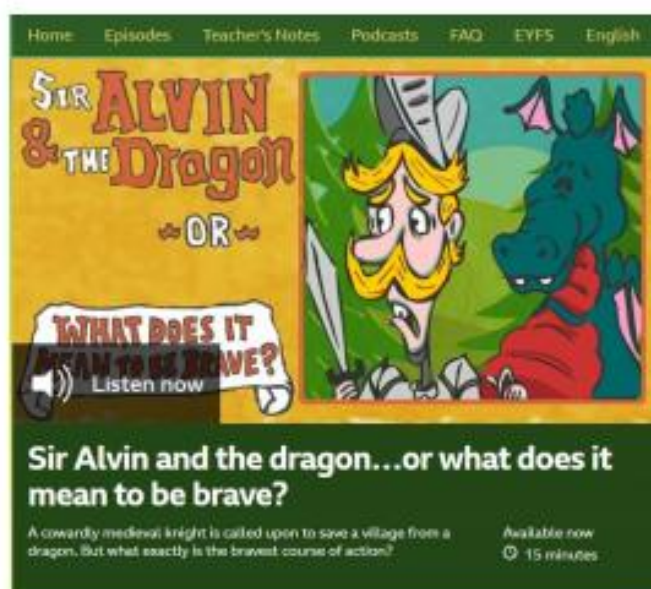 Home Episodes Teacher's Notes Podcasts FAQ EYFS English
SIR ALVIN
& THE Dragon
OR
WHAT DOES IT
MEAN TO BE BRAVE?
Listen now
Sir Alvin and the dragon...or what does it
mean to be brave?
A cowardly medieval knight is called upon to save a village from a
dragon. But what exactly is the bravest course of action?
Available now
15 minutes